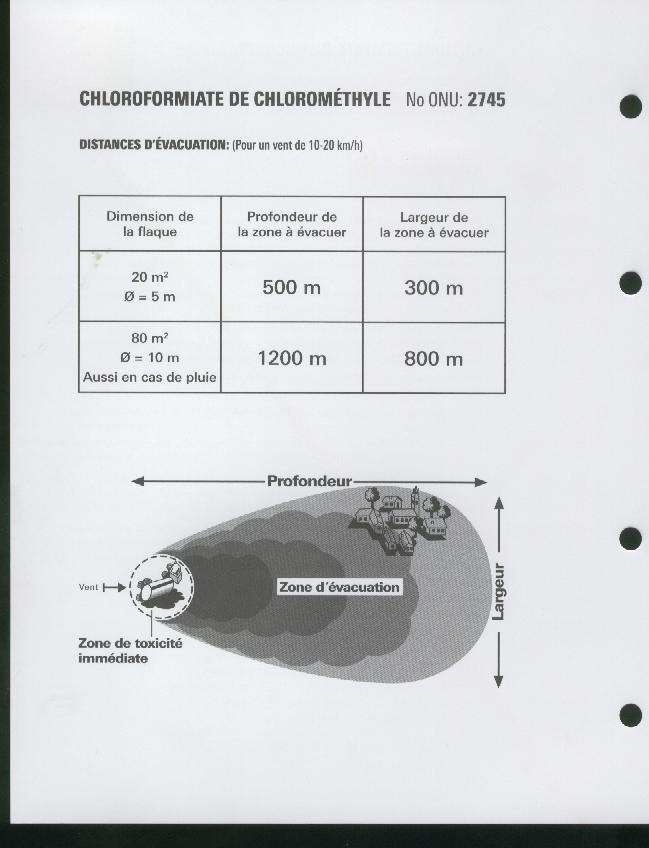 CHLOROFORMIATE DE CHLOROMÉTHYLE No ONU: 2745
DISTANCES D'ÉVACUATION: (Pour un vent de 10-20 km/h)
Dimension de
la flaque
Profondeur de
la zone à évacuer
Largeur de
la zone à évacuer
20 m²
Ø = 5 m
500 m
300 m
80 m²
Ø = 10 m
Aussi en cas de pluie
1200 m
800 m
Profondeur
Vent
Zone d'évacuation
Largeur
Zone de toxicité
immédiate